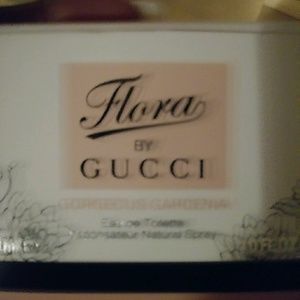 Flora
BY
GUCCI
GORGEOUS GARDENIA
Eau de Toilette
Vaporisateur Natural Spray